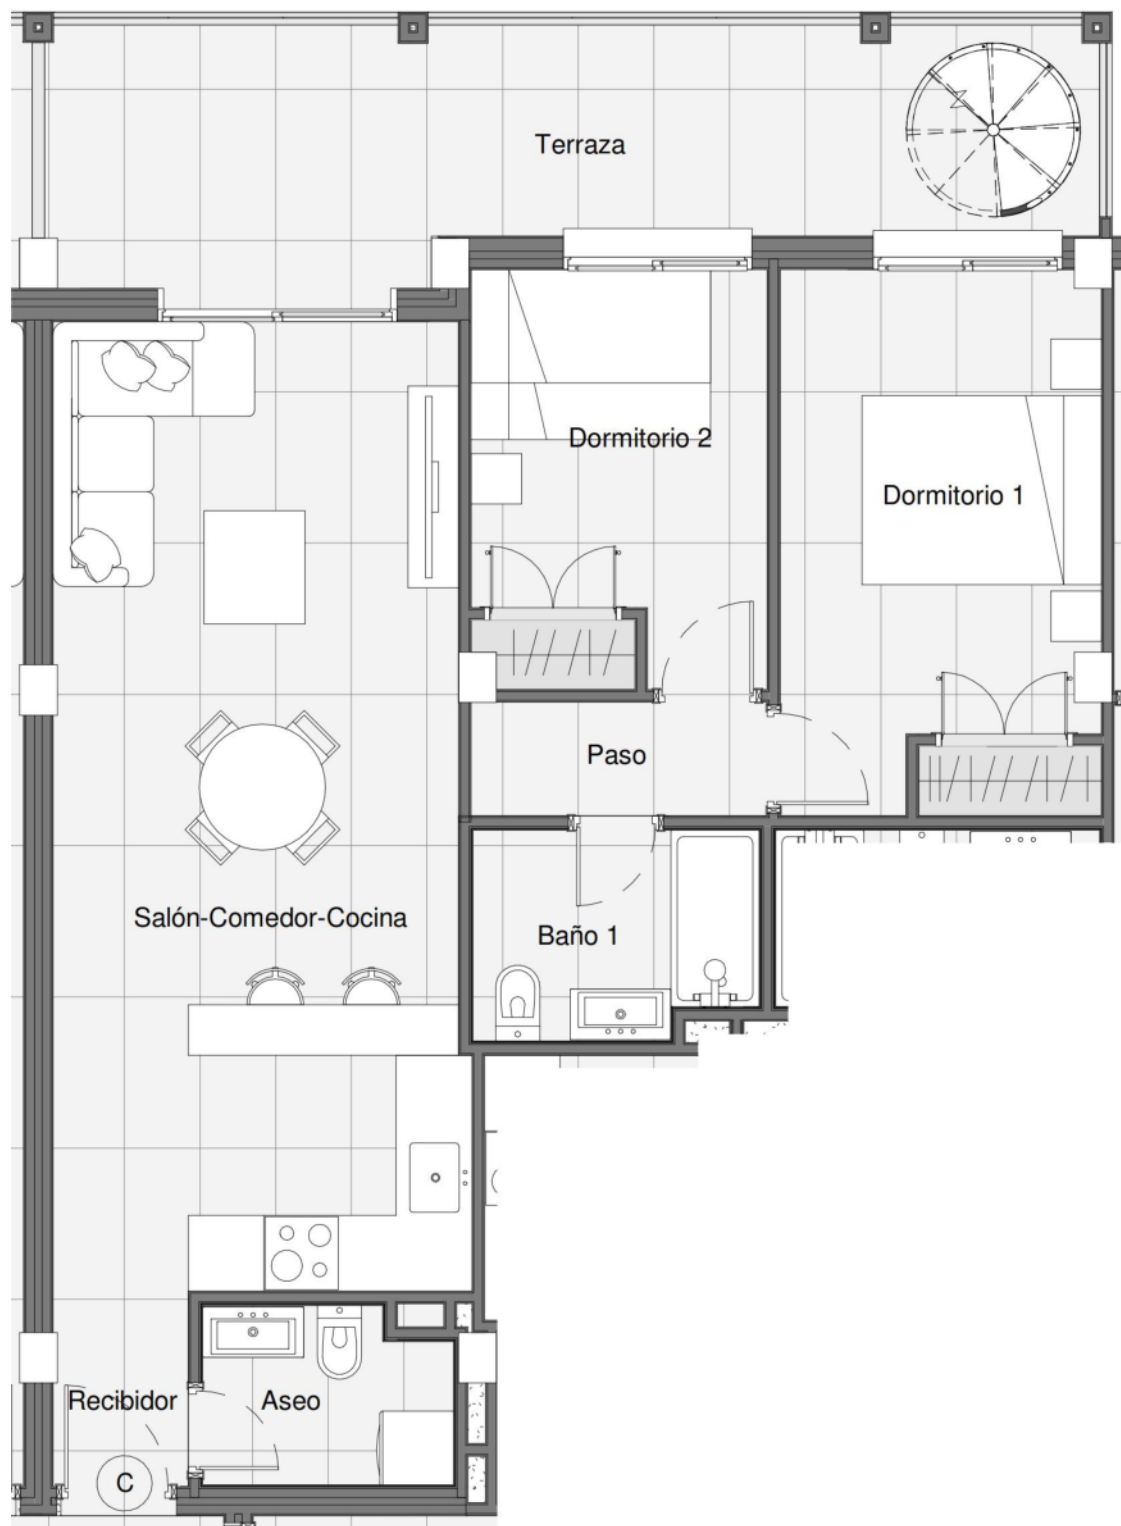 Terraza
Dormitorio 2
Dormitorio 1
Paso
Salón-Comedor-Cocina
Baño 1
Recibidor
Aseo
C